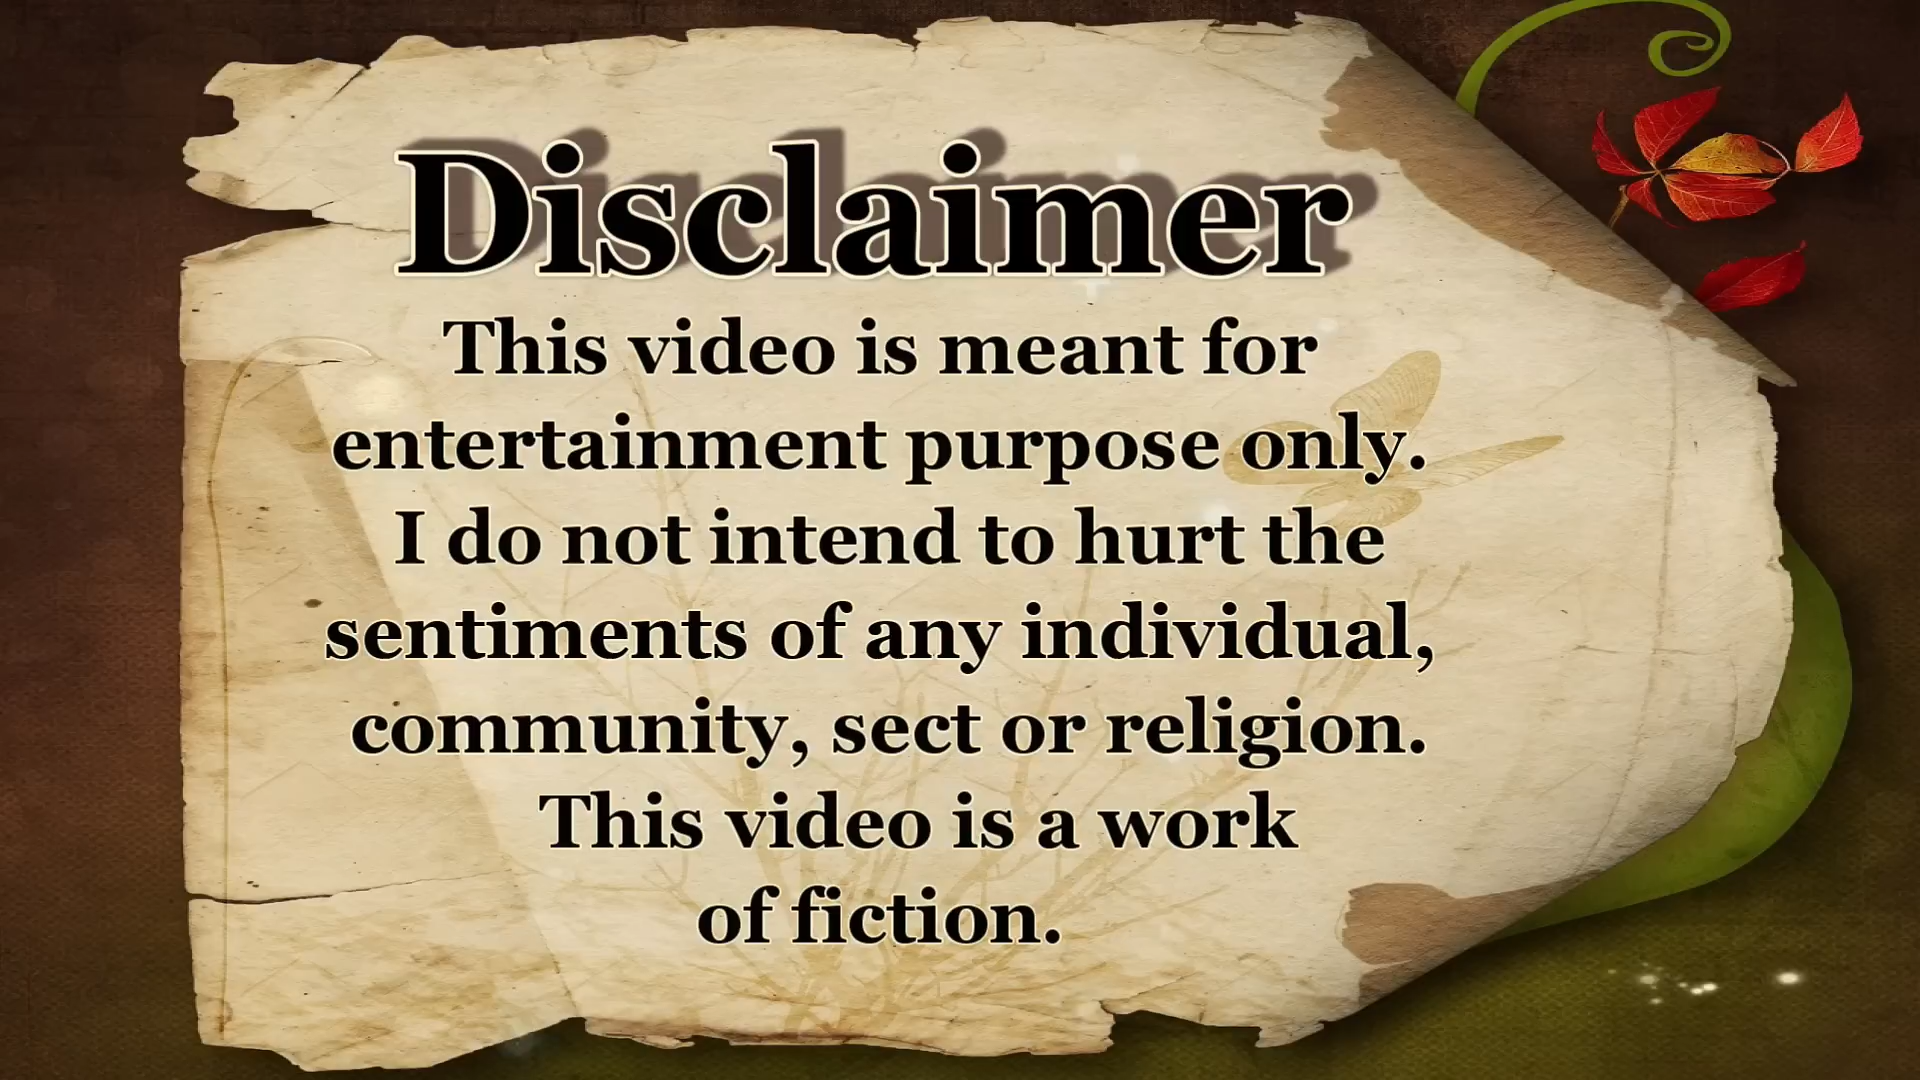 Disclaimer
This video is meant for
entertainment purpose only.
I do not intend to hurt the
sentiments of any individual,
community, sect or religion.
This video is a work
of fiction.